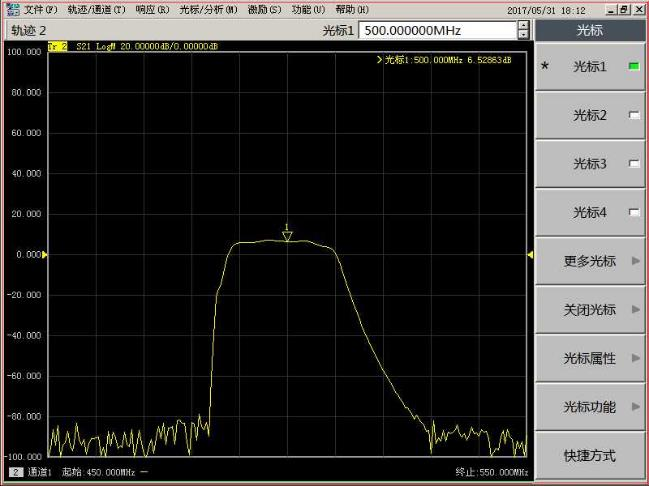 文件(F) 轨迹/通道(T) 响应(R) 光标/分析(M) 激励(S) 功能(U) 帮助(H) 2017/05/31 18:12
轨迹 2 光标1 500.000000MHz 光标
Tr 2 S21 LogM 20.00000dB/0.00000dB
100.000
>光标1:500.000MHz 6.52863dB
* 光标1
80.000
光标2
60.000
光标3
40.000
光标4
20.000
1
0.000
更多光标
-20.000
关闭光标
-40.000
光标属性
-60.000
光标功能
-80.000
快捷方式
-100.000
2 通道1 起始:450.000MHz — 终止:550.000MHz